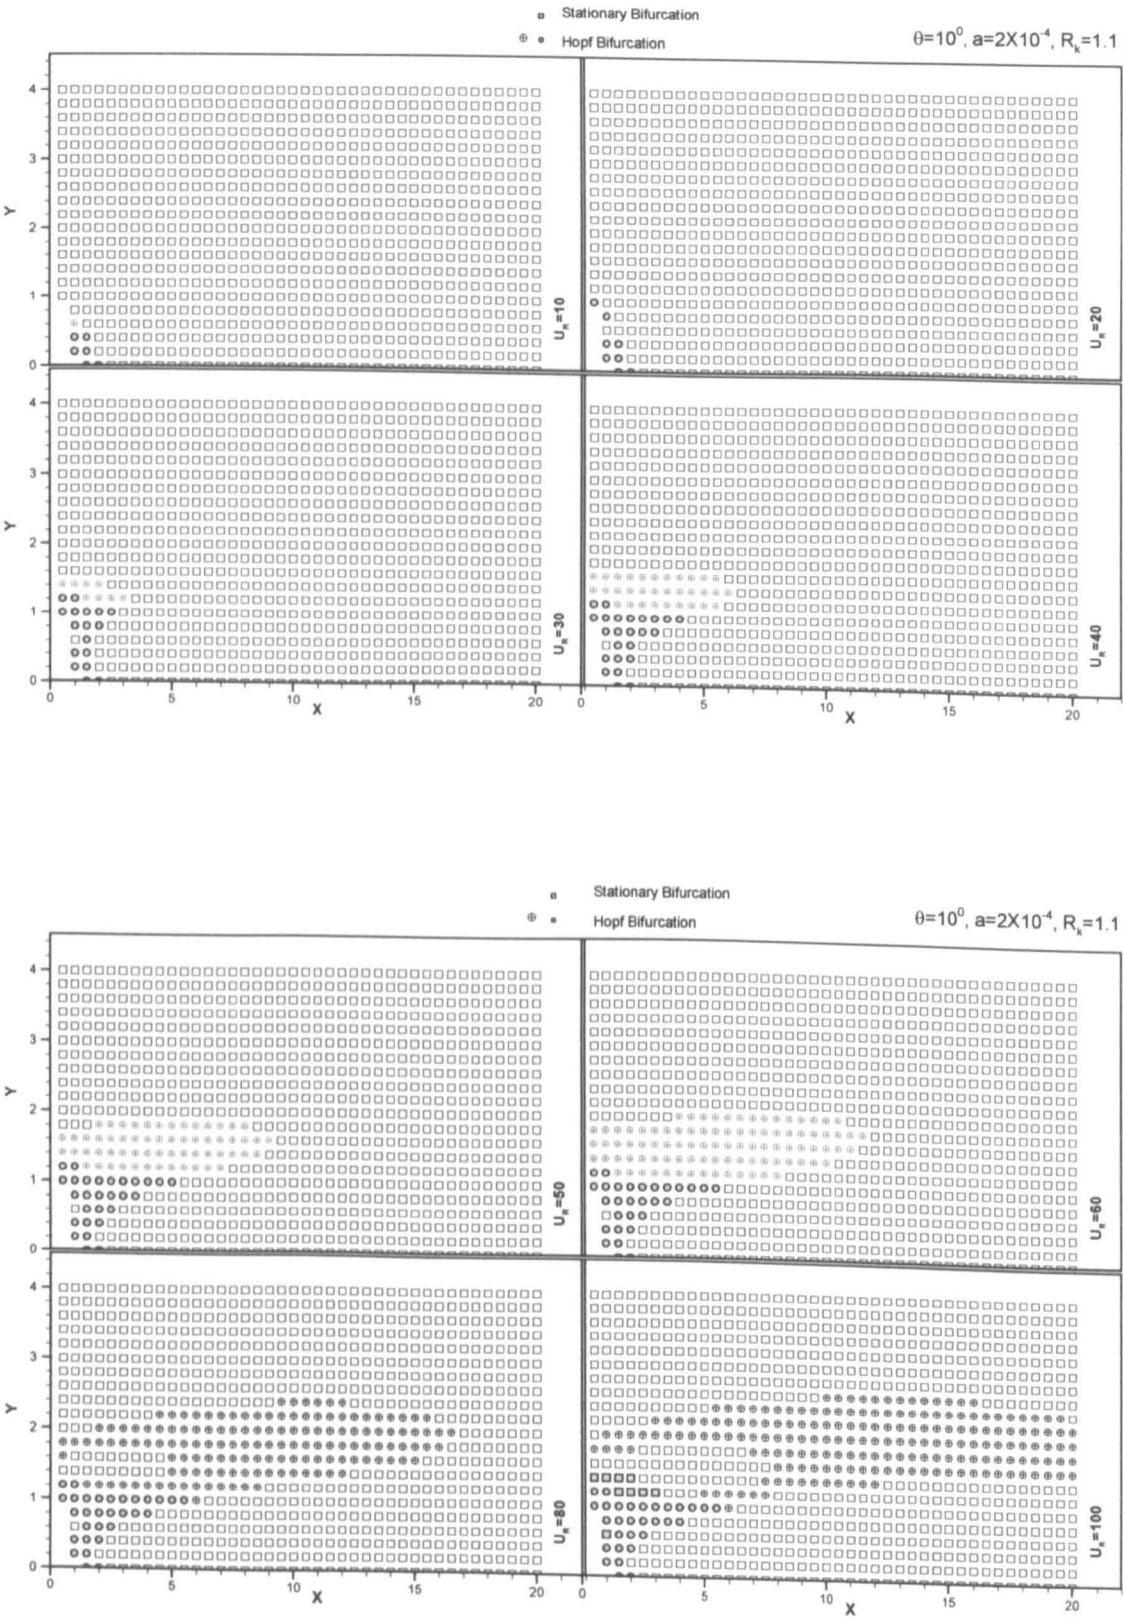 Stationary Bifurcation
Hopf Bifurcation
θ=10⁰, a=2X10⁻⁴, Rₖ=1.1
4
3
Y
2
1
0
U_R=10
U_R=20
4
3
Y
2
1
0
U_R=30
U_R=40
0 5 10 15 20 0 5 10 15 20
X X
Stationary Bifurcation
Hopf Bifurcation
θ=10⁰, a=2X10⁻⁴, Rₖ=1.1
4
3
Y
2
1
0
U_R=50
U_R=60
4
3
Y
2
1
0
U_R=80
U_R=100
0 5 10 15 20 5 10 15 20
X X